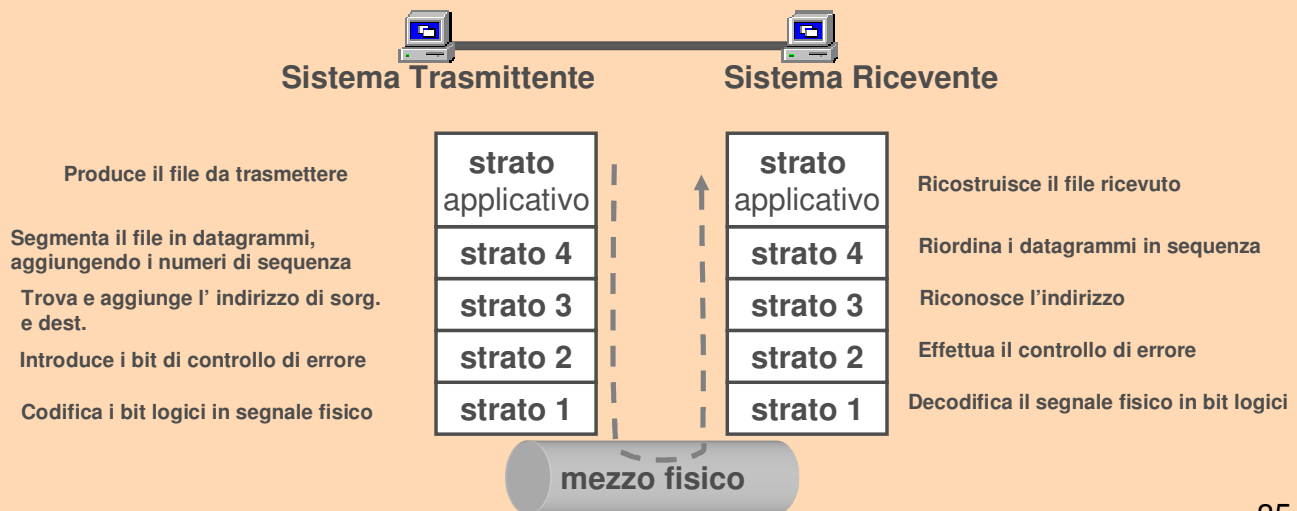 Sistema Trasmittente
Sistema Ricevente
Produce il file da trasmettere
strato
applicativo
strato
applicativo
Ricostruisce il file ricevuto
Segmenta il file in datagrammi,
aggiungendo i numeri di sequenza
strato 4
strato 4
Riordina i datagrammi in sequenza
Trova e aggiunge l' indirizzo di sorg.
e dest.
strato 3
strato 3
Riconosce l'indirizzo
Introduce i bit di controllo di errore
strato 2
strato 2
Effettua il controllo di errore
Codifica i bit logici in segnale fisico
strato 1
strato 1
Decodifica il segnale fisico in bit logici
mezzo fisico